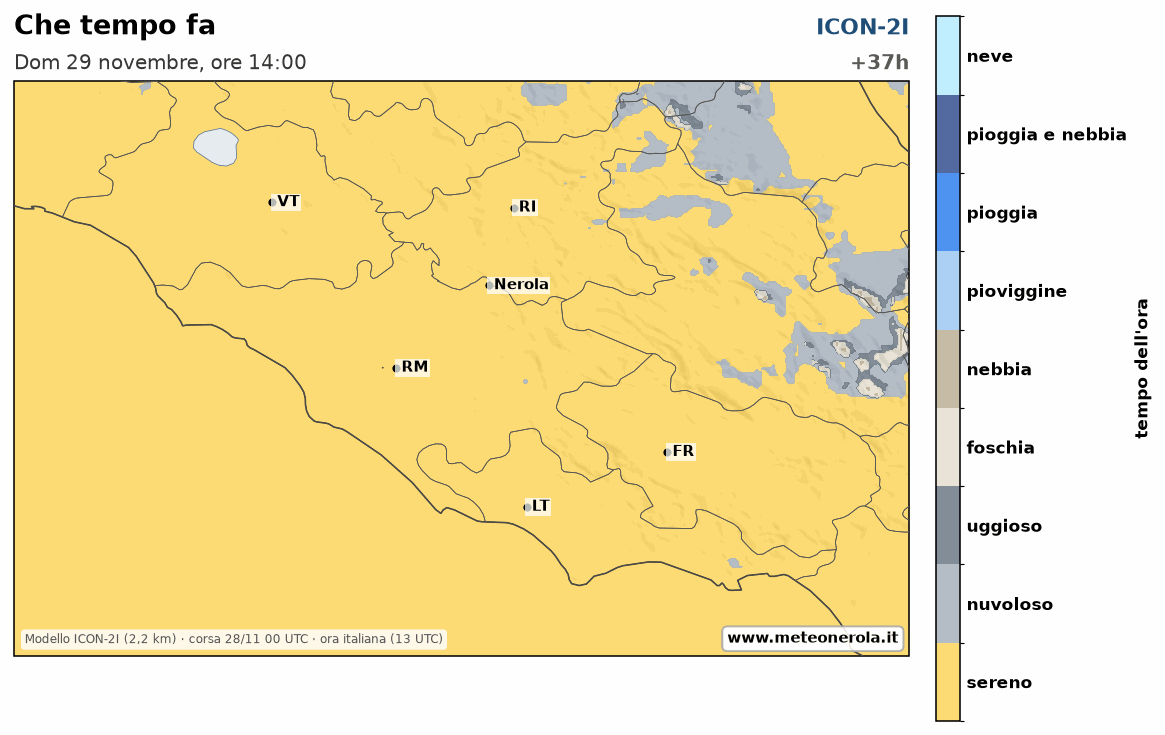 Che tempo fa
ICON-2I
Dom 29 novembre, ore 14:00
+37h
VT
RI
Nerola
RM
FR
LT
Modello ICON-2I (2,2 km) · corsa 28/11 00 UTC · ora italiana (13 UTC)
www.meteonerola.it
neve
pioggia e nebbia
pioggia
pioviggine
nebbia
foschia
uggioso
nuvoloso
sereno
tempo dell'ora